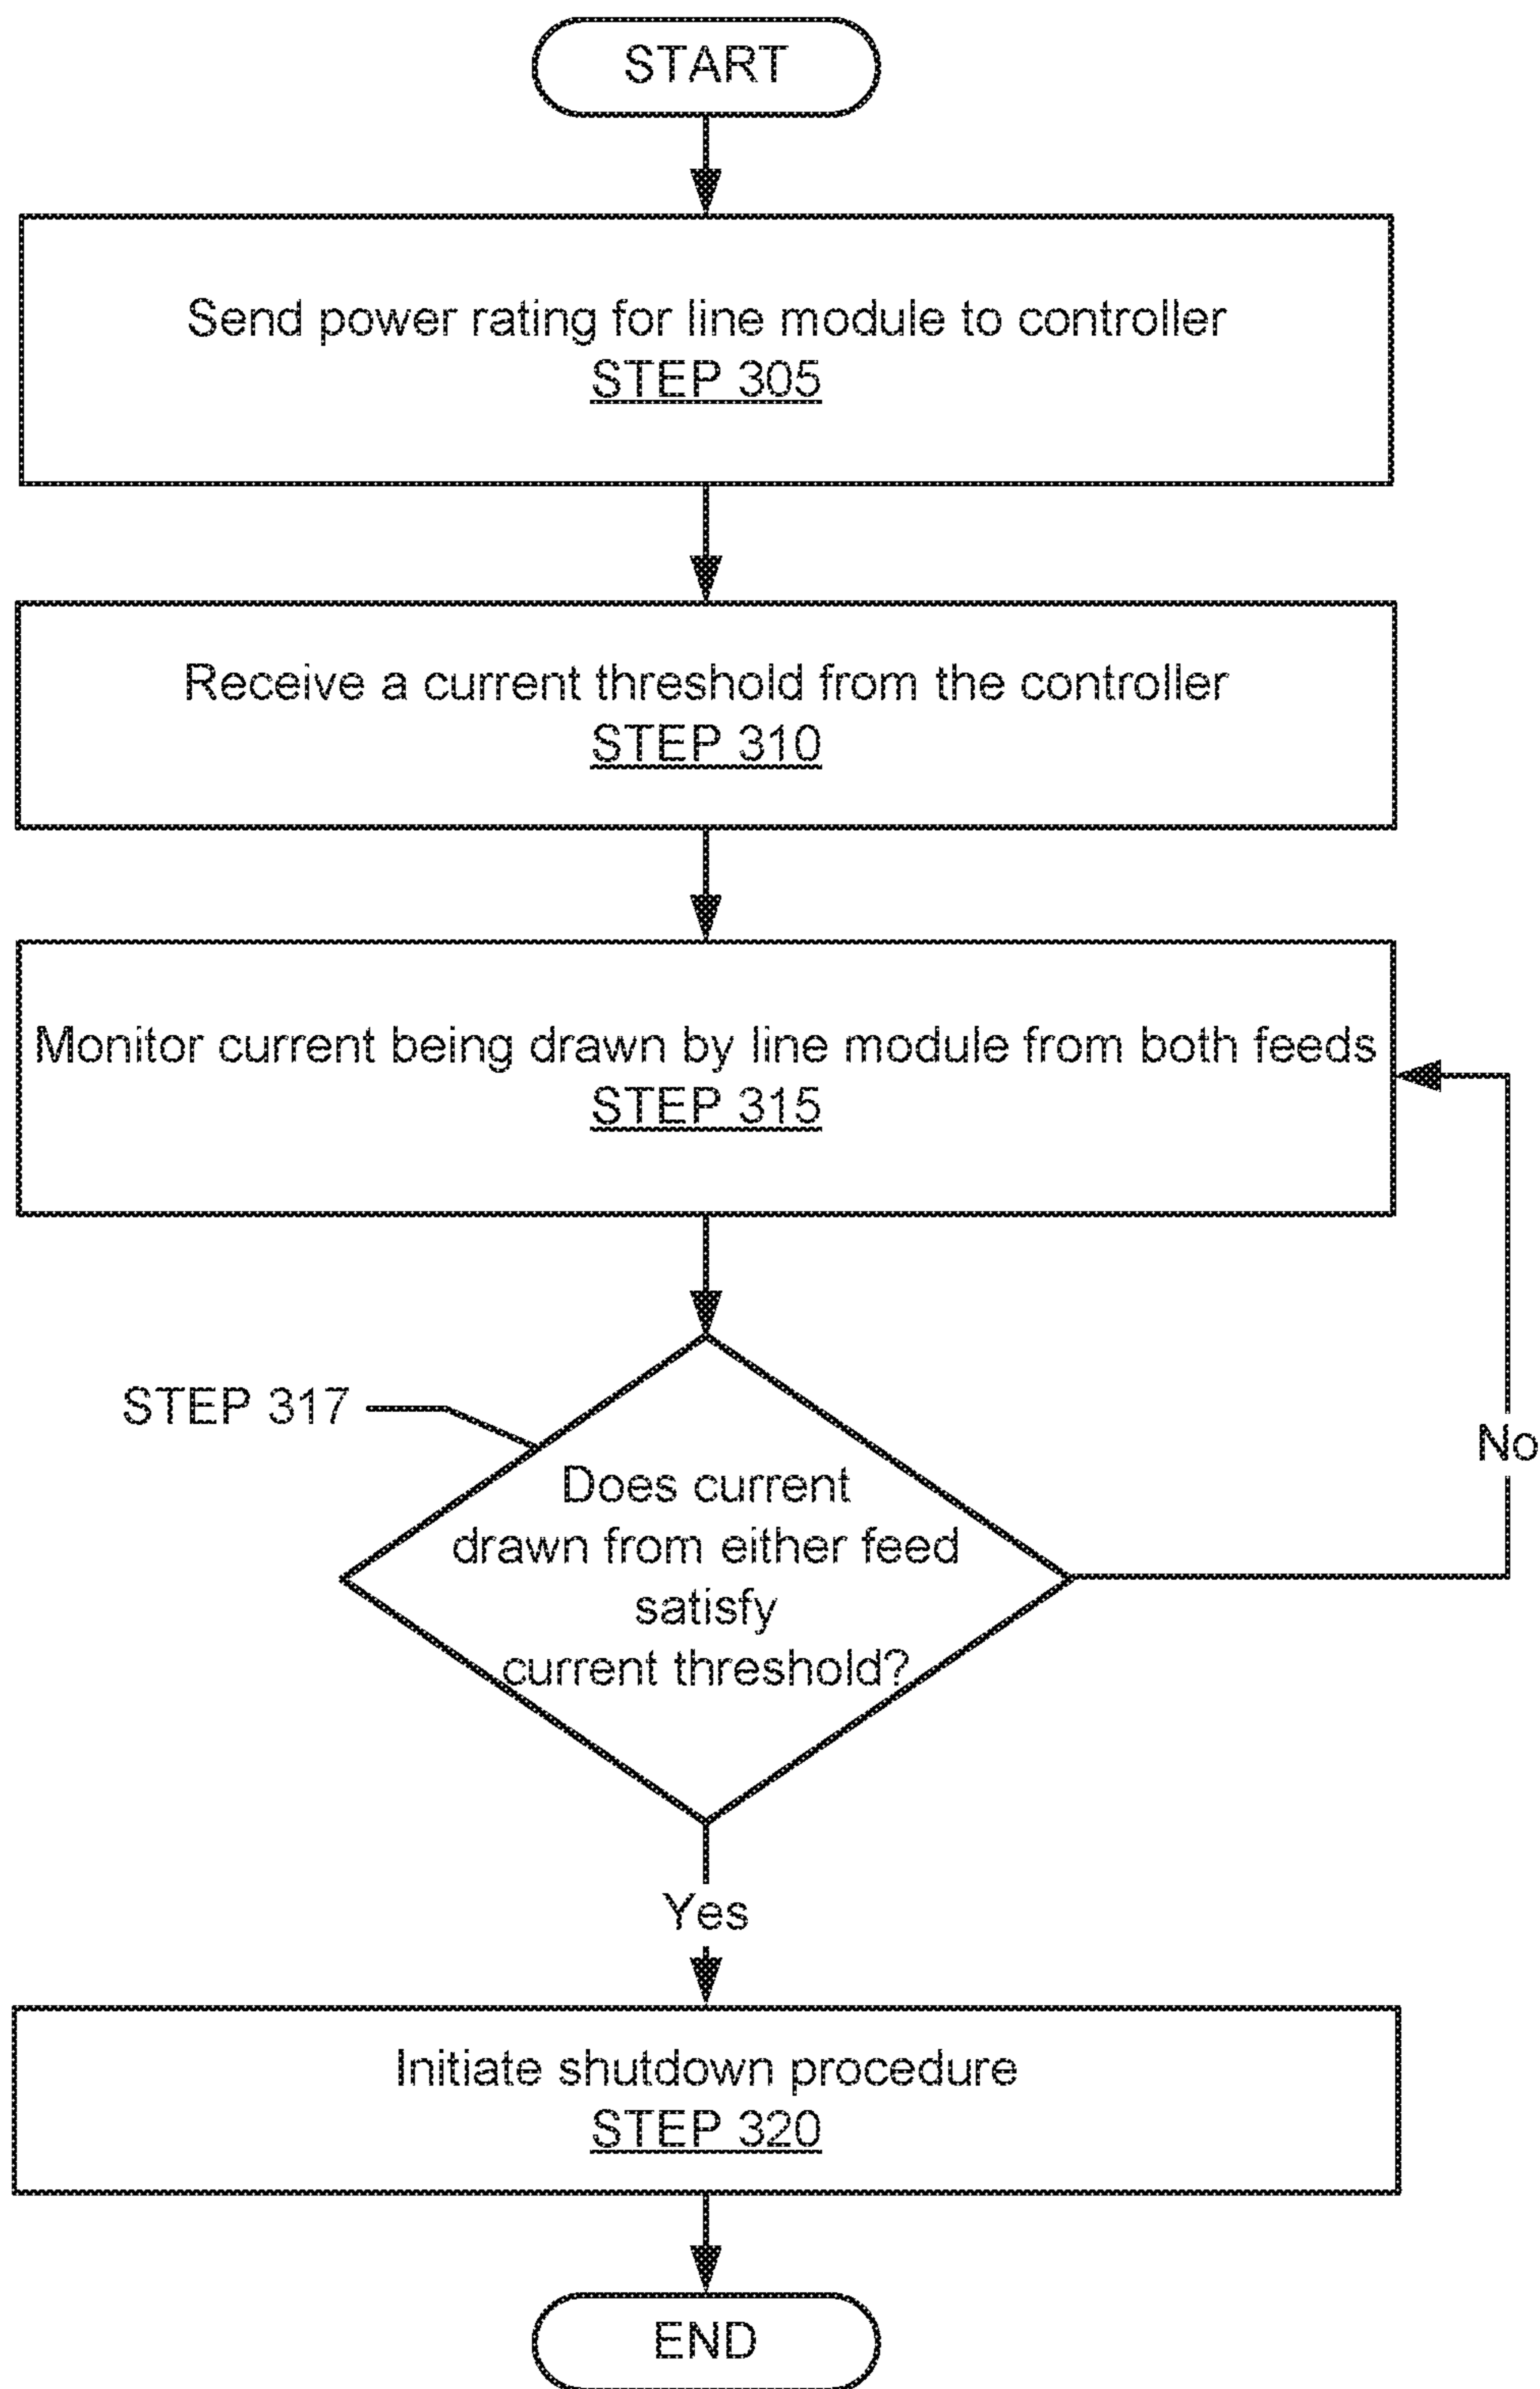 START
Send power rating for line module to controller
STEP 305
Receive a current threshold from the controller
STEP 310
Monitor current being drawn by line module from both feeds
STEP 315
STEP 317
Does current
drawn from either feed
satisfy
current threshold?
No
Yes
Initiate shutdown procedure
STEP 320
END